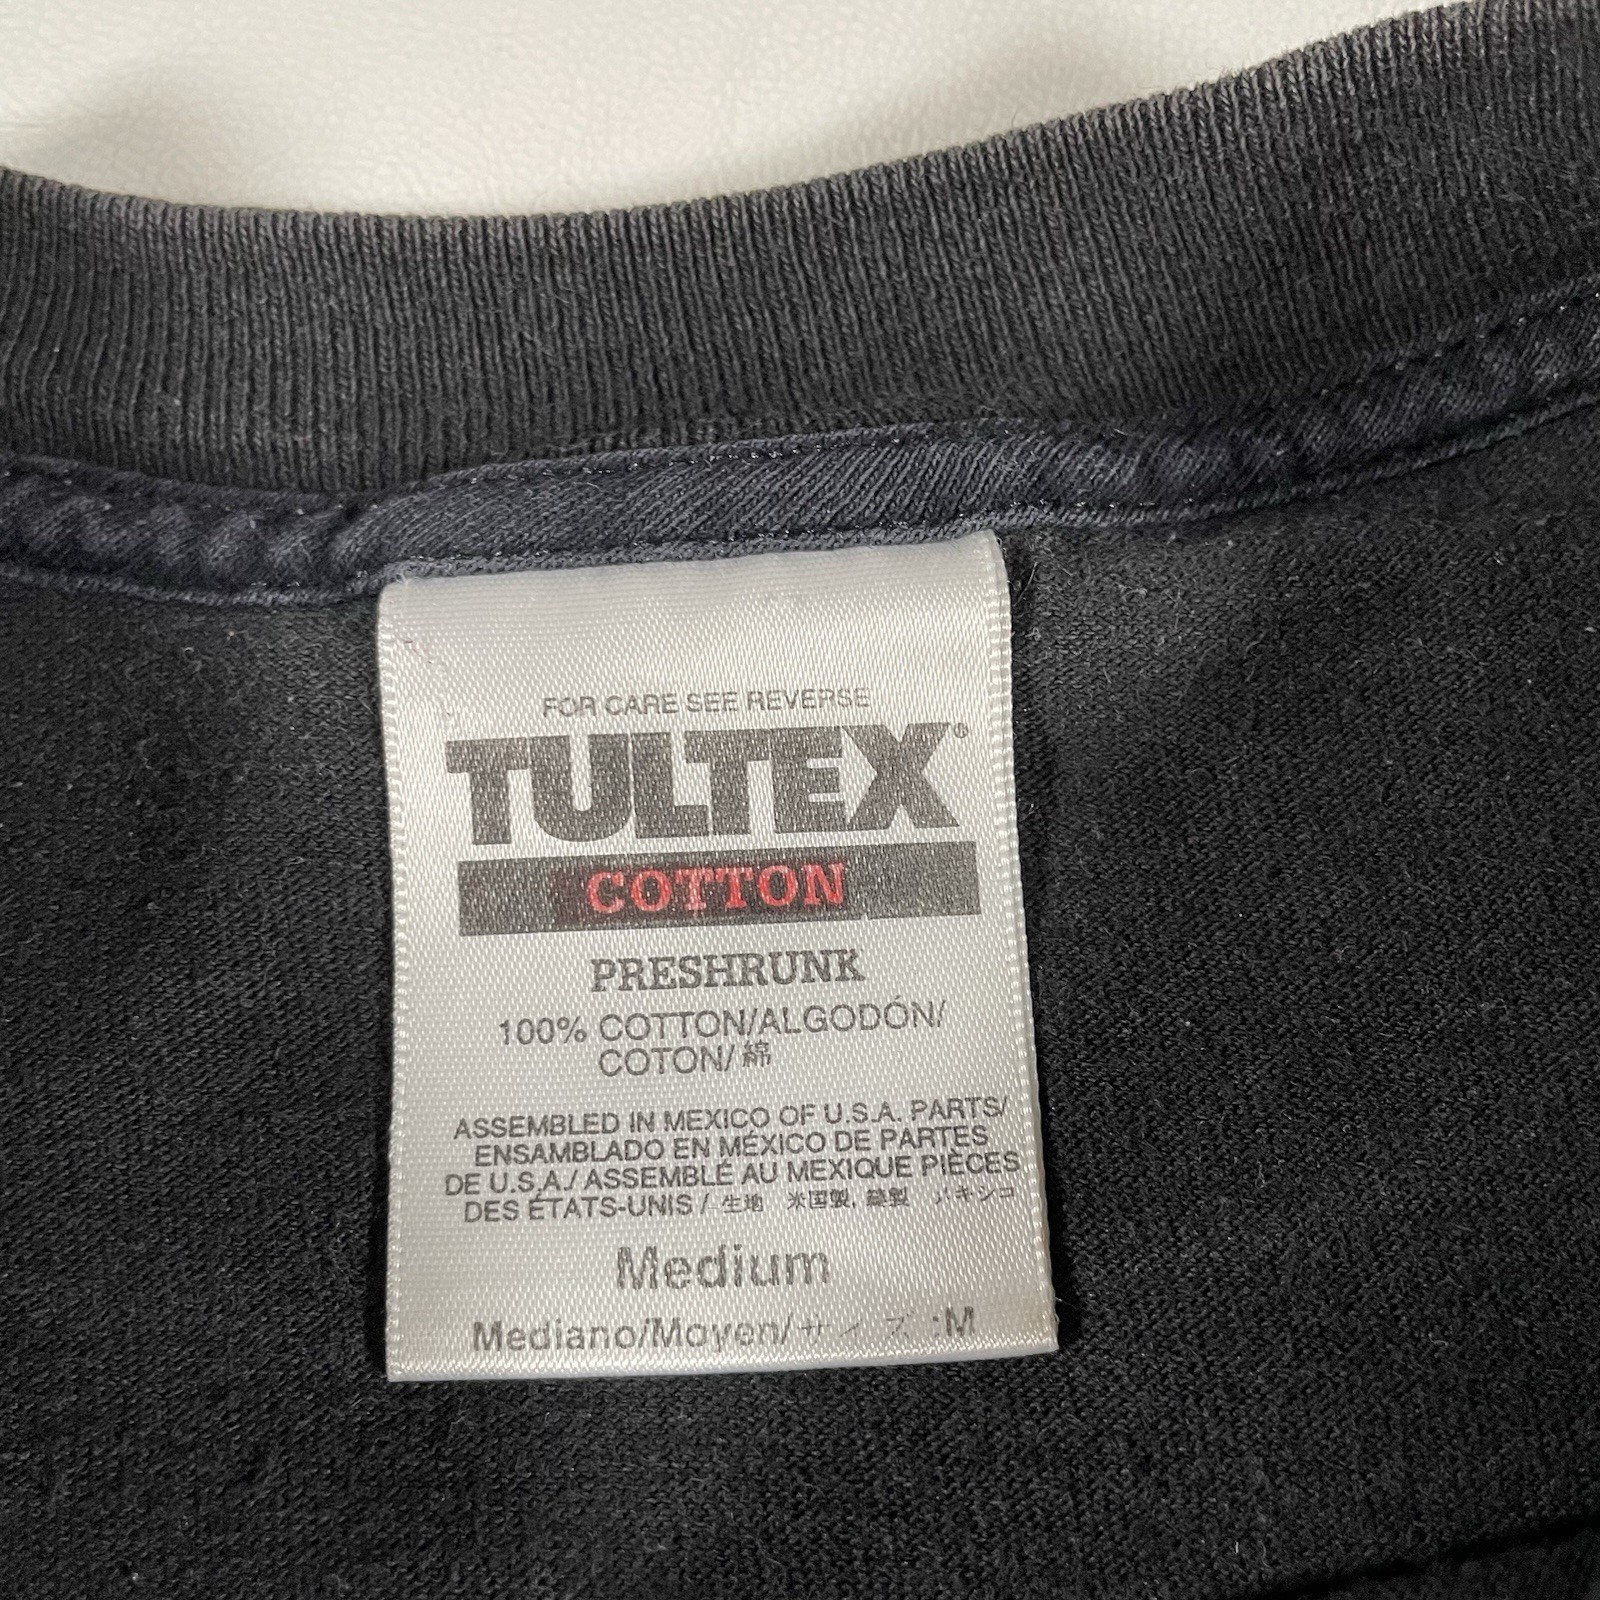 FOR CARE SEE REVERSE
TULTEX®
COTTON
PRESHRUNK
100% COTTON/ALGODÓN/
COTON/綿
ASSEMBLED IN MEXICO OF U.S.A. PARTS/
ENSAMBLADO EN MÉXICO DE PARTES
DE U.S.A./ASSEMBLÉ AU MEXIQUE PIÈCES
DES ÉTATS-UNIS / 生地 米国製, 縫製 メキシコ
Medium
Mediano/Moyen/サイズ:M